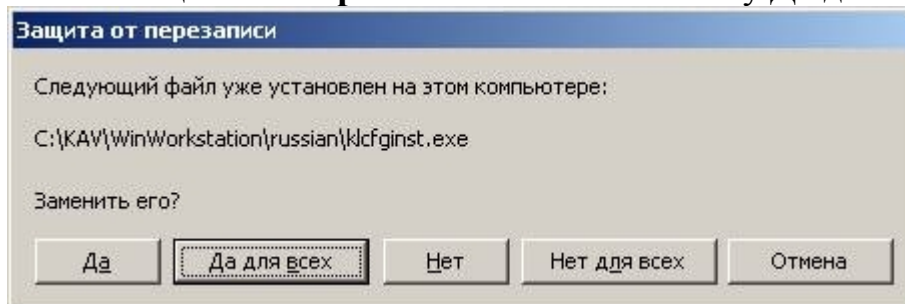 Защита от перезаписи
Следующий файл уже установлен на этом компьютере:
C:\KAV\WinWorkstation\russian\klcfginst.exe
Заменить его?
Да Да для всех Нет Нет для всех Отмена